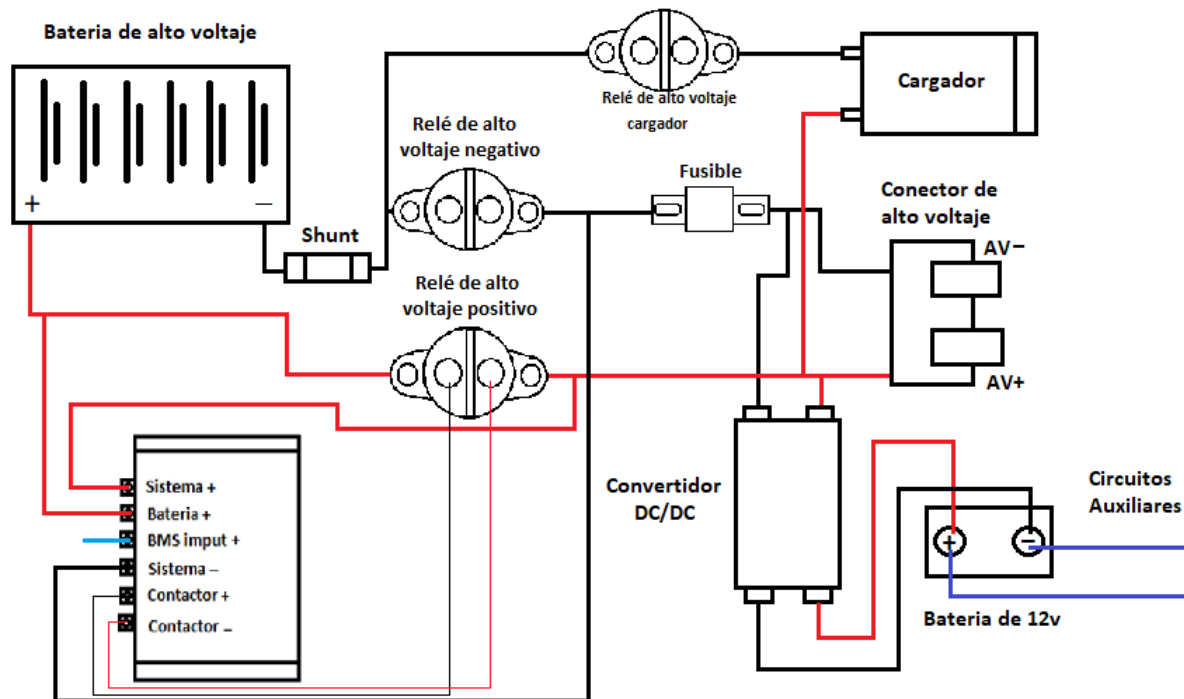 Bateria de alto voltaje
+
−
Shunt
Relé de alto
voltaje negativo
Relé de alto
voltaje positivo
Relé de alto voltaje
cargador
Cargador
Fusible
Conector de
alto voltaje
AV−
AV+
Sistema +
Bateria +
BMS imput +
Sistema −
Contactor +
Contactor −
Convertidor
DC/DC
Circuitos
Auxiliares
+
−
Bateria de 12v